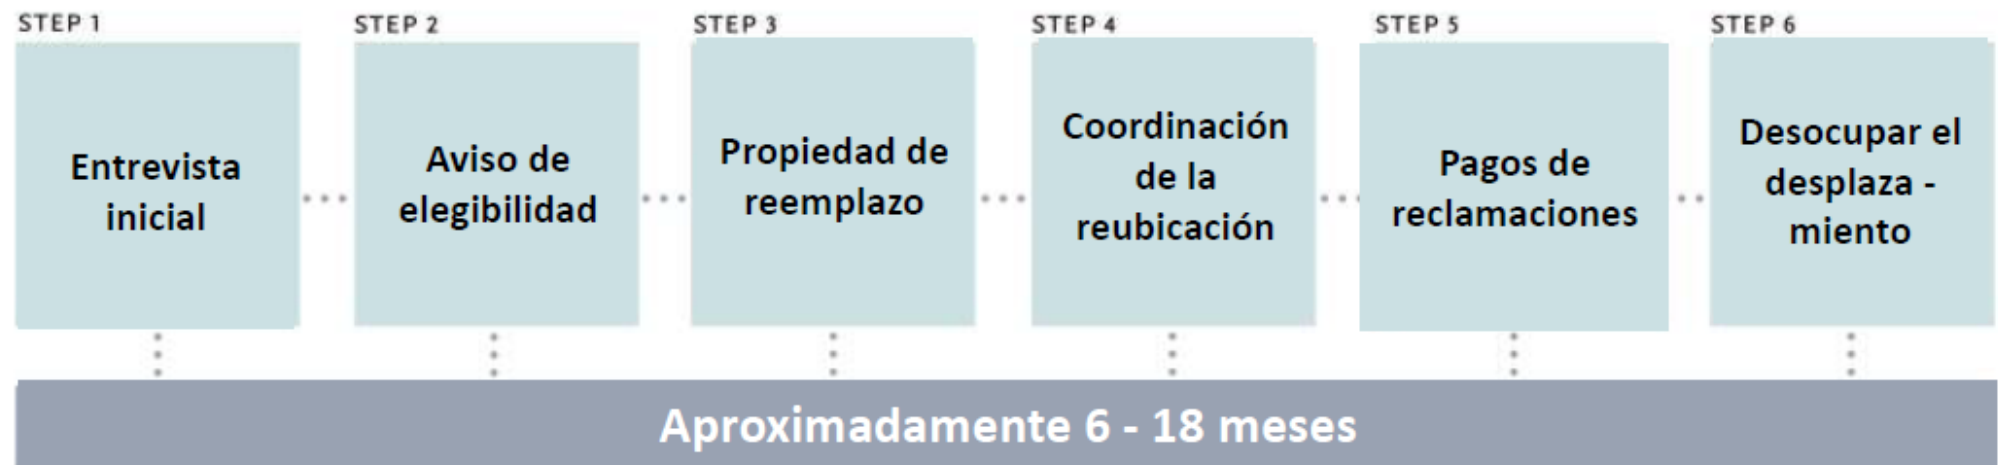 STEP 1
Entrevista
inicial
STEP 2
Aviso de
elegibilidad
STEP 3
Propiedad de
reemplazo
STEP 4
Coordinación
de la
reubicación
STEP 5
Pagos de
reclamaciones
STEP 6
Desocupar el
desplaza -
miento
Aproximadamente 6 - 18 meses